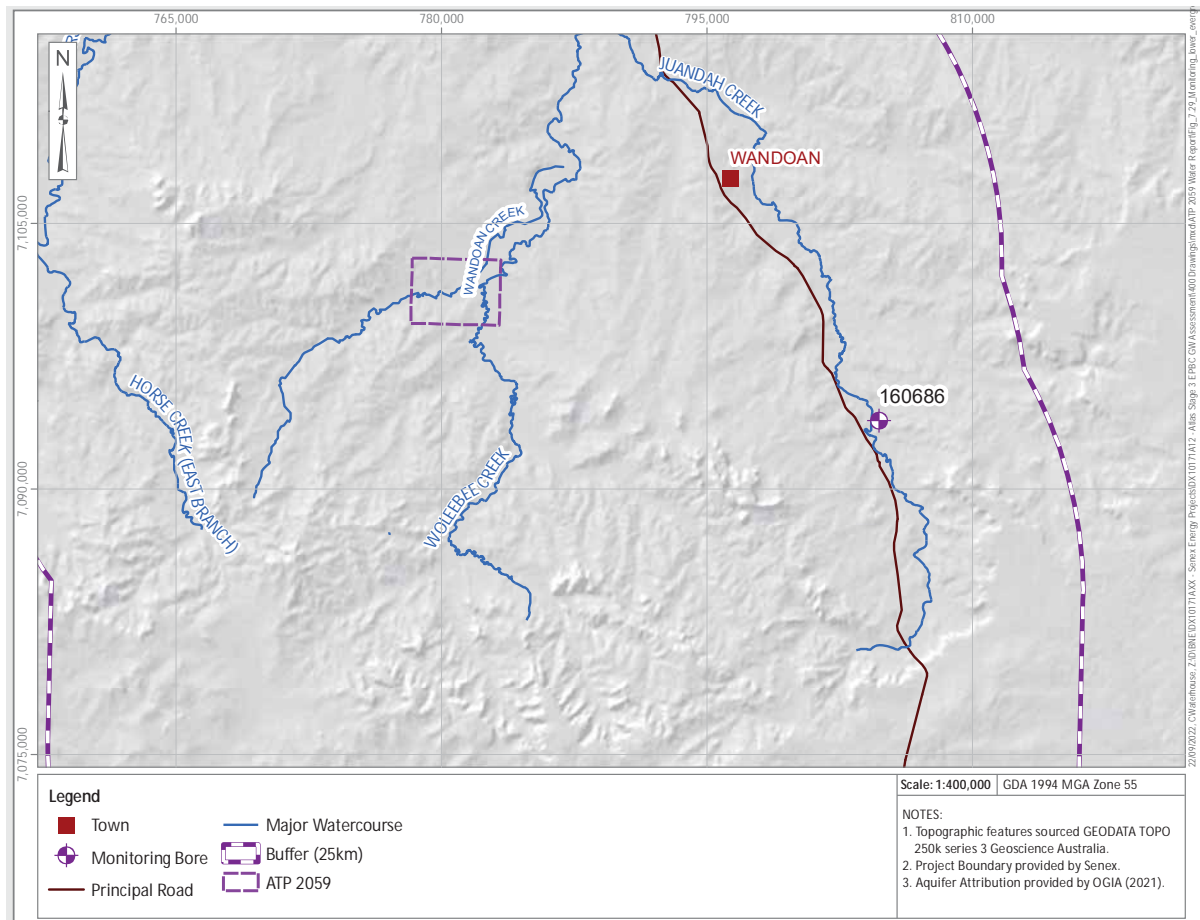 765,000
780,000
795,000
810,000
N
JUANDAH CREEK
WANDOAN
7,105,000
WANDOAN CREEK
HORSE CREEK (EAST BRANCH)
160686
7,090,000
WOLEEBEE CREEK
7,075,000
Legend
Town
Monitoring Bore
Principal Road
Major Watercourse
Buffer (25km)
ATP 2059
Scale: 1:400,000
GDA 1994 MGA Zone 55
NOTES:
1. Topographic features sourced GEODATA TOPO
250k series 3 Geoscience Australia.
2. Project Boundary provided by Senex.
3. Aquifer Attribution provided by OGIA (2021).